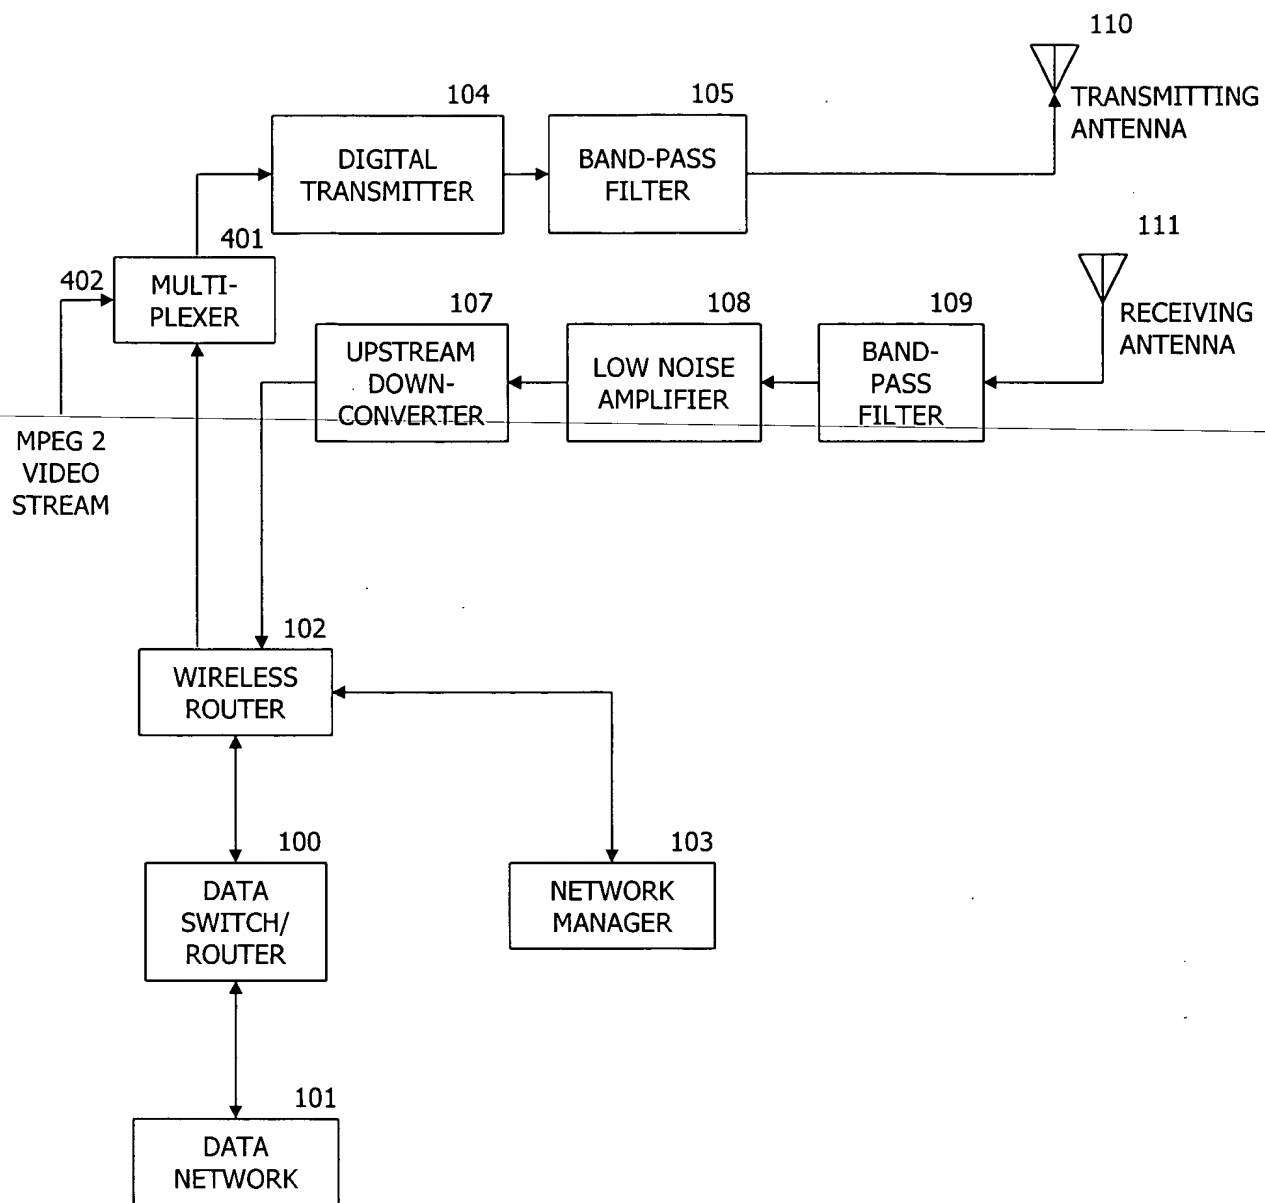 110
TRANSMITTING
ANTENNA
104
DIGITAL
TRANSMITTER
105
BAND-PASS
FILTER
111
RECEIVING
ANTENNA
401
MULTI-
PLEXER
402
107
UPSTREAM
DOWN-
CONVERTER
108
LOW NOISE
AMPLIFIER
109
BAND-
PASS
FILTER
MPEG 2
VIDEO
STREAM
102
WIRELESS
ROUTER
100
DATA
SWITCH/
ROUTER
103
NETWORK
MANAGER
101
DATA
NETWORK